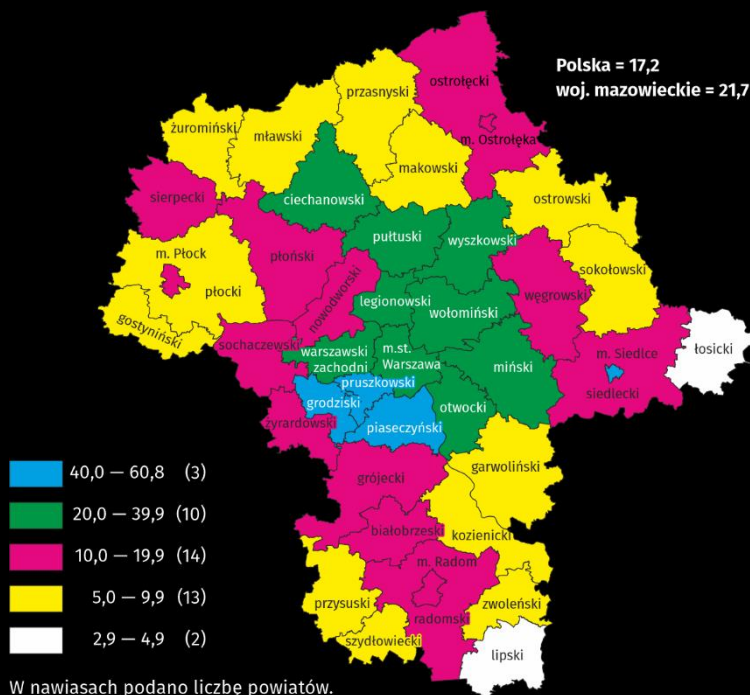 Polska = 17,2
woj. mazowieckie = 21,7
ostrołęcki
przasnyski
żuromiński
mławski
m. Ostrołęka
makowski
ciechanowski
sierpecki
ostrowski
pułtuski
wyszkowski
płoński
m. Płock
sokołowski
węgrowski
płocki
nowodworski
legionowski
wołomiński
gostyniński
sochaczewski
warszawski
zachodni
m.st.
Warszawa
miński
m. Siedlce
łosicki
siedlecki
pruszkowski
grodziski
otwocki
żyrardowski
piaseczyński
garwoliński
grójecki
białobrzeski
kozienicki
m. Radom
przysuski
zwoleński
radomski
szydłowiecki
lipski
40,0 — 60,8 (3)
20,0 — 39,9 (10)
10,0 — 19,9 (14)
5,0 — 9,9 (13)
2,9 — 4,9 (2)
W nawiasach podano liczbę powiatów.